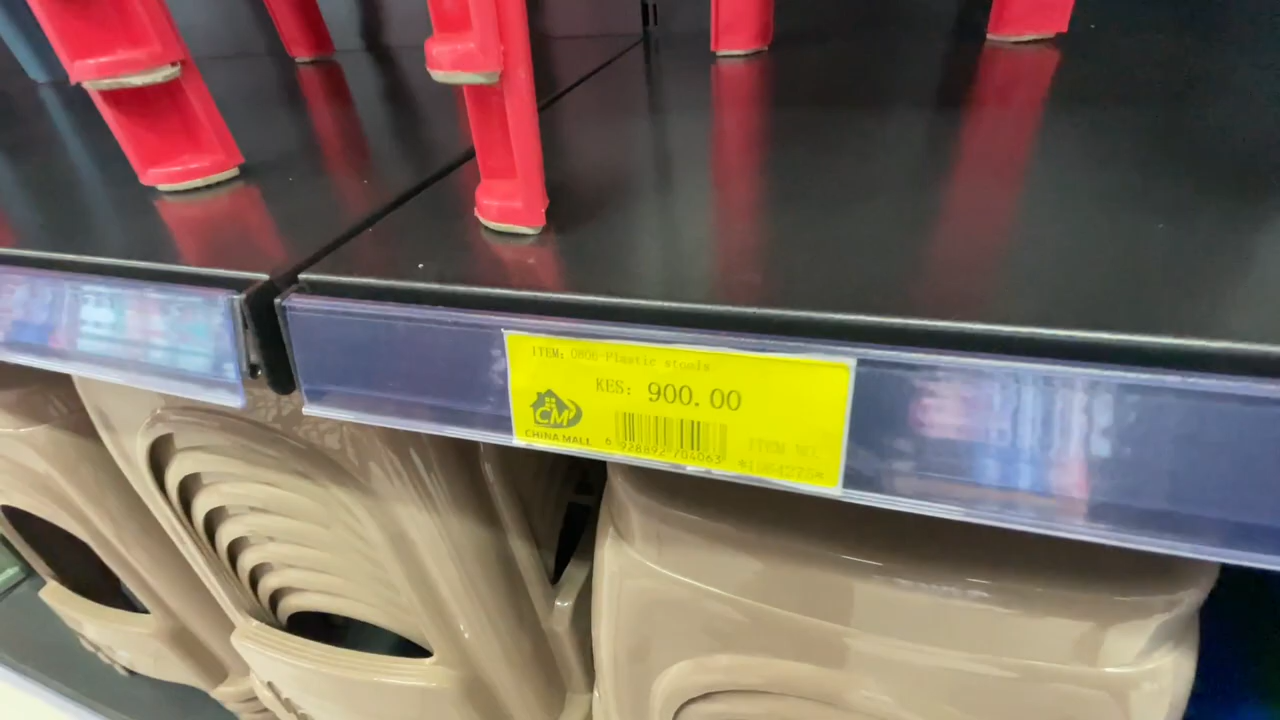 ITEM: 0806-Plastic stools
KES: 900.00
CM
CHINA MALL
6 928892 704063
ITEM NO.